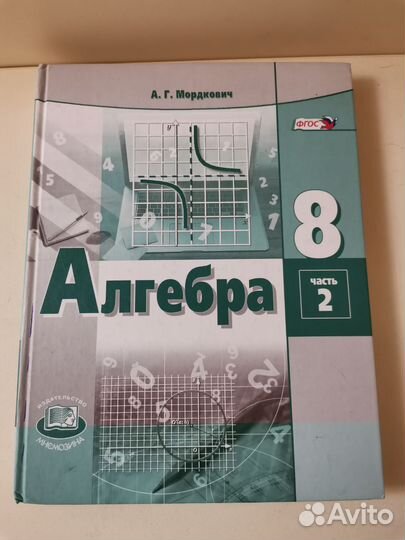 А. Г. Мордкович
ФГОС
у
8
часть
2
Алгебра
ИЗДАТЕЛЬСТВО
МНЕМОЗИНА
Avito